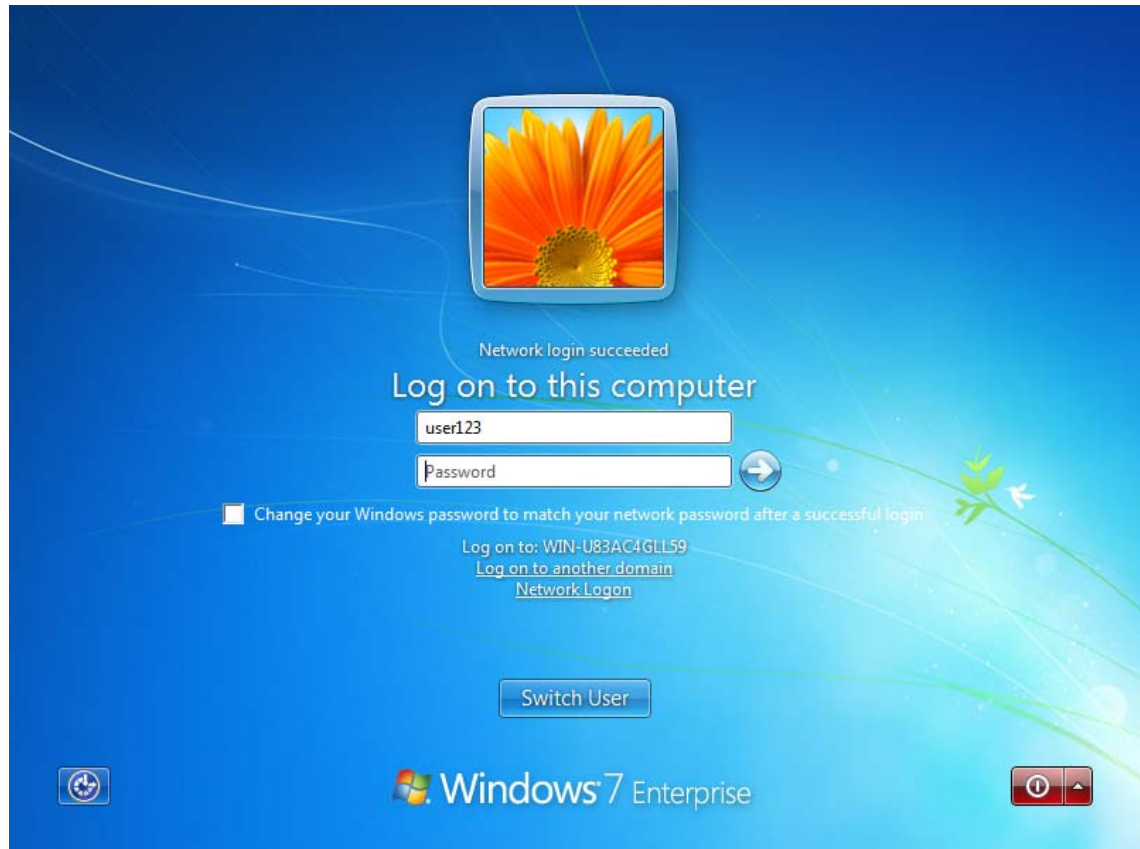 Network login succeeded
Log on to this computer
user123
Password
Change your Windows password to match your network password after a successful login
Log on to: WIN-U83AC4GLL59
Log on to another domain
Network Logon
Switch User
Windows 7 Enterprise